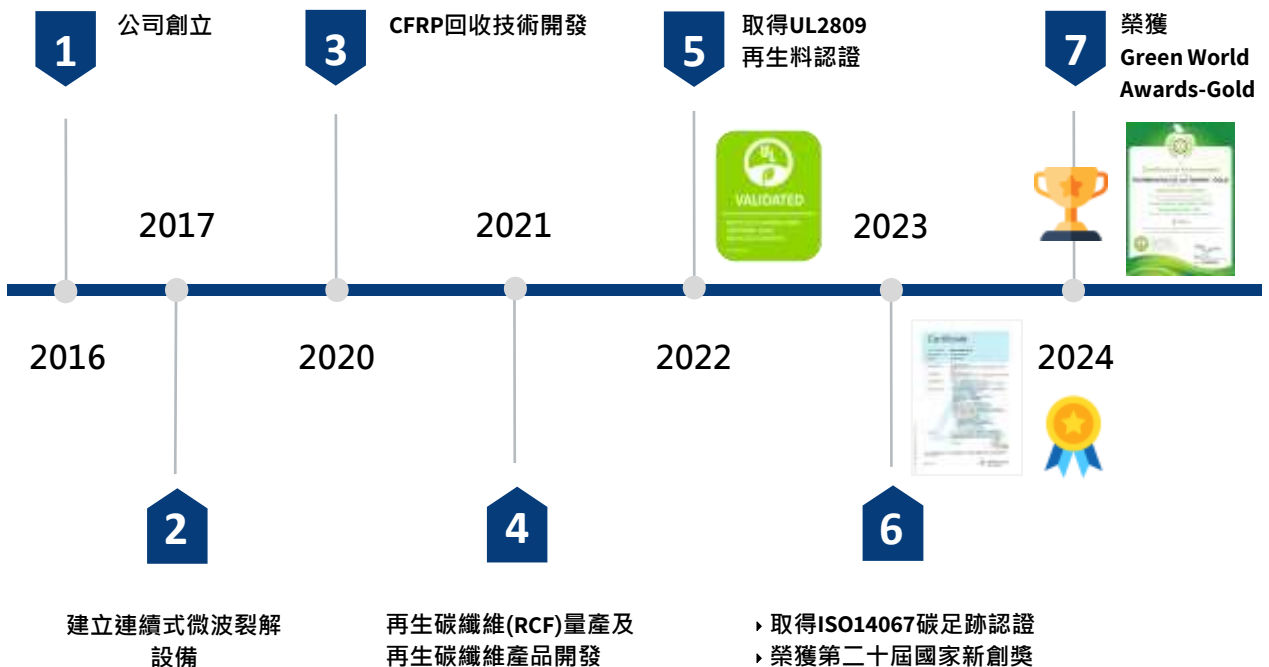 1
公司創立
3
CFRP回收技術開發
5
取得UL2809
再生料認證
7
榮獲
Green World
Awards-Gold
UL
VALIDATED
2017
2021
2023
2016
2020
2022
2024
Certificate
2
建立連續式微波裂解
設備
4
再生碳纖維(RCF)量產及
再生碳纖維產品開發
6
取得ISO14067碳足跡認證
榮獲第二十屆國家新創獎